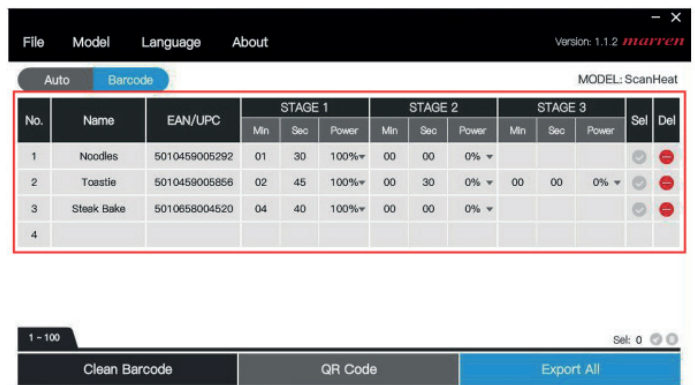 File Model Language About Version: 1.1.2 marren
Auto Barcode MODEL: ScanHeat
No. Name EAN/UPC STAGE 1 STAGE 2 STAGE 3 Sel Del
Min Sec Power Min Sec Power Min Sec Power
1 Noodles 5010459005292 01 30 100% 00 00 0%
2 Toastie 5010459005856 02 45 100% 00 30 0% 00 00 0%
3 Steak Bake 5010658004520 04 40 100% 00 00 0%
4
1 ~ 100 Sel: 0
Clean Barcode QR Code Export All